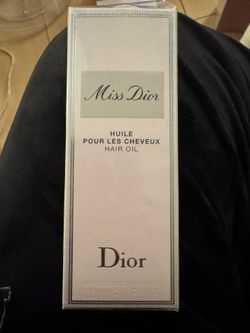 Miss Dior
HUILE
POUR LES CHEVEUX
HAIR OIL
Dior